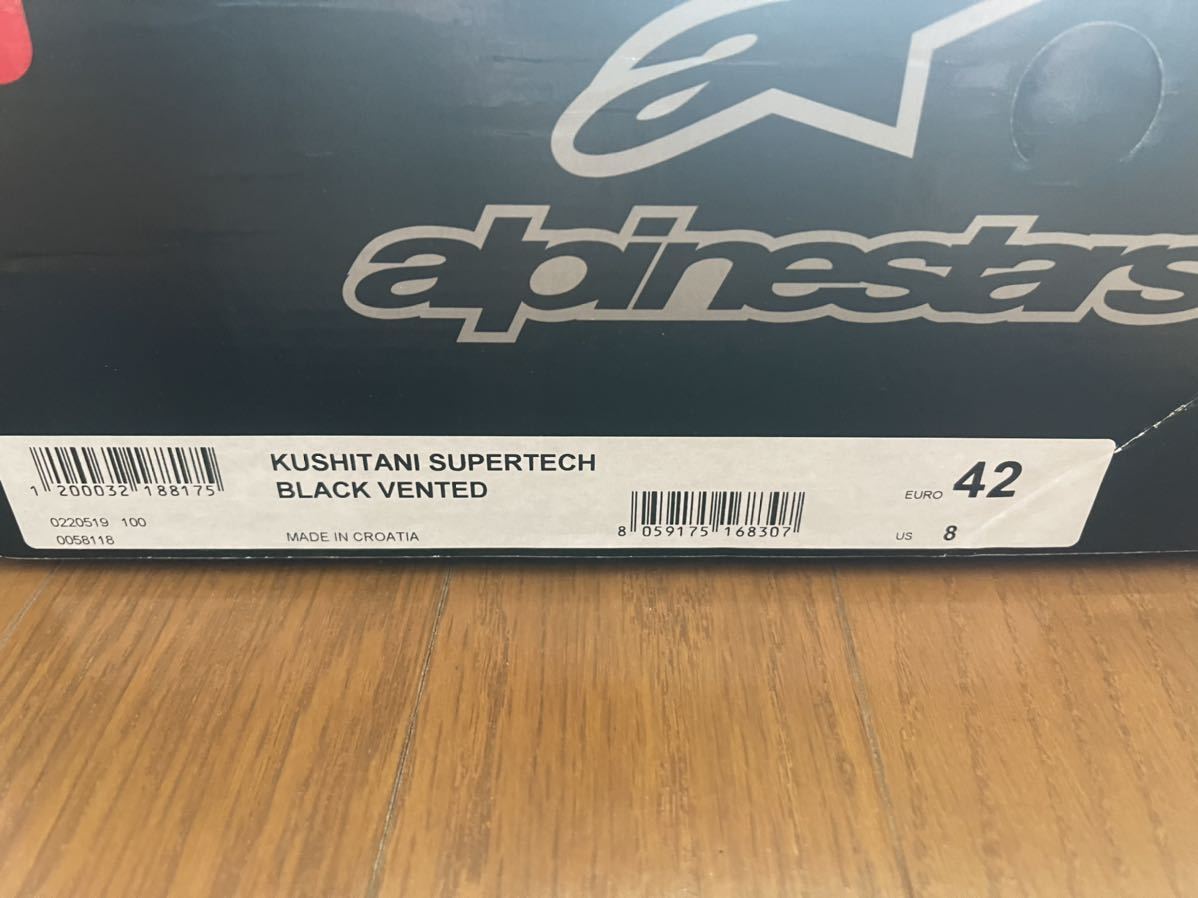 alpinestars
KUSHITANI SUPERTECH
BLACK VENTED
1 200032 188175
0220519 100
0058118
MADE IN CROATIA
8 059175 168307
EURO 42
US 8